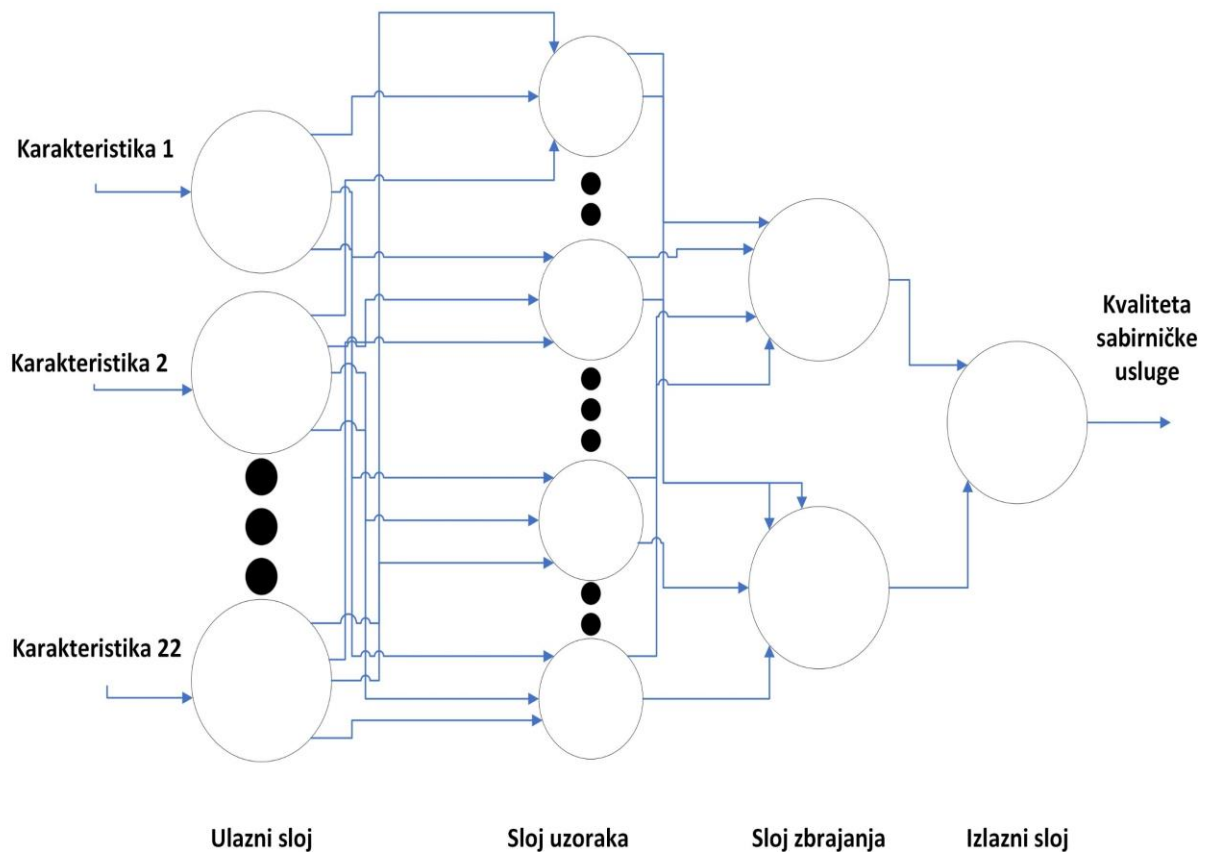 Karakteristika 1
Karakteristika 2
Karakteristika 22
Kvaliteta
sabirničke
usluge
Ulazni sloj
Sloj uzoraka
Sloj zbrajanja
Izlazni sloj